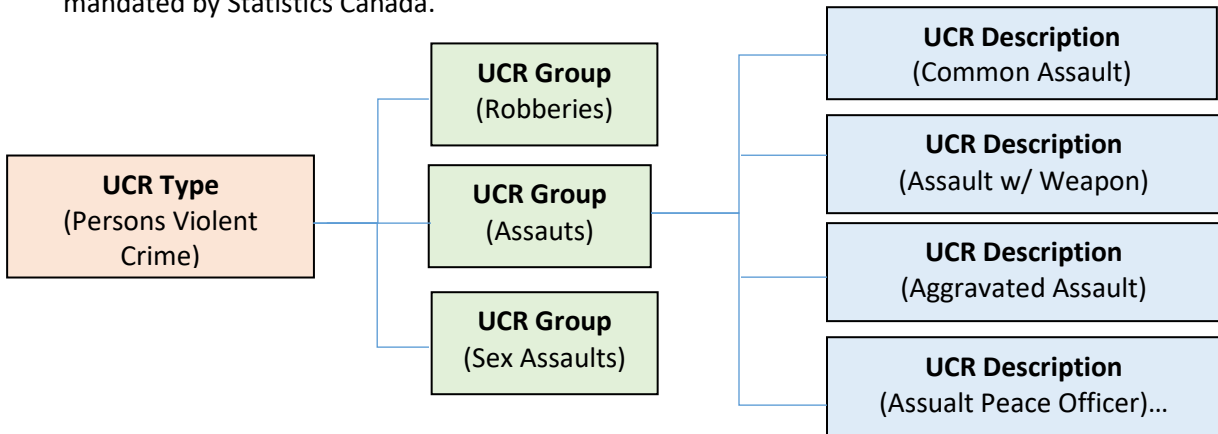 mandated by Statistics Canada.
UCR Type
(Persons Violent
Crime)
UCR Group
(Robberies)
UCR Group
(Assauts)
UCR Group
(Sex Assaults)
UCR Description
(Common Assault)
UCR Description
(Assault w/ Weapon)
UCR Description
(Aggravated Assault)
UCR Description
(Assualt Peace Officer)…